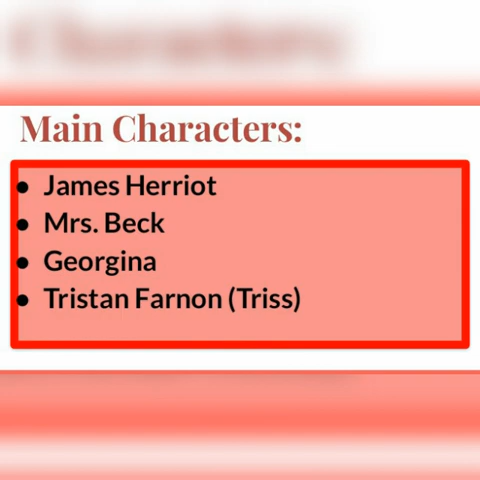 Main Characters:
• James Herriot
• Mrs. Beck
• Georgina
• Tristan Farnon (Triss)